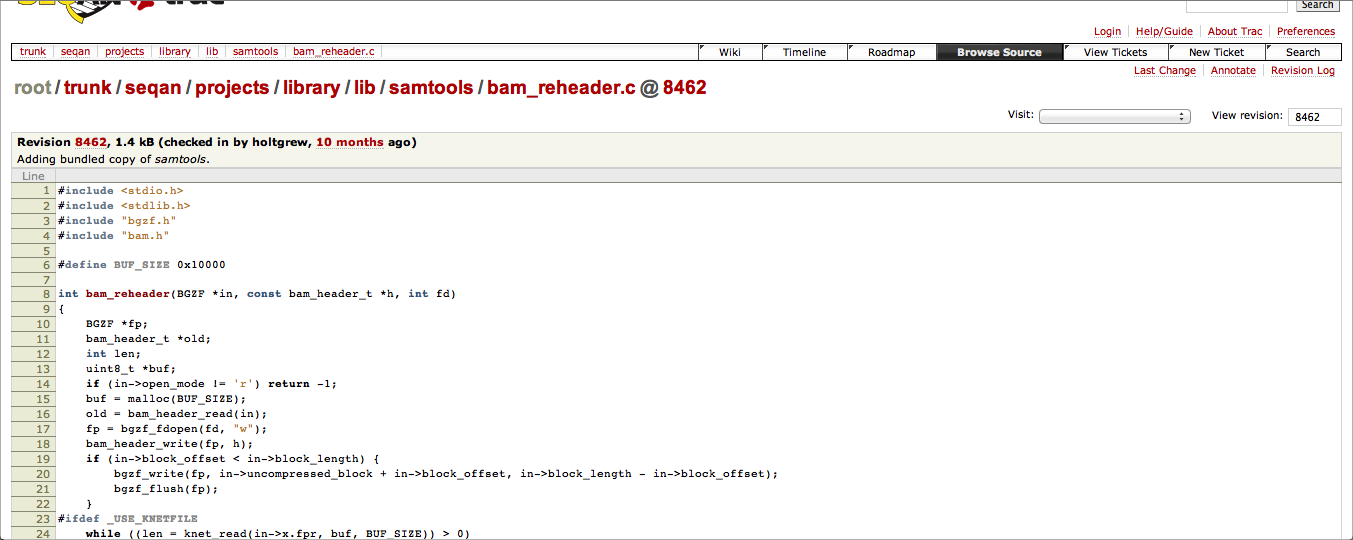 Search
Login Help/Guide About Trac Preferences
trunk seqan projects library lib samtools bam_reheader.c Wiki Timeline Roadmap Browse Source View Tickets New Ticket Search
Last Change Annotate Revision Log
root/trunk/seqan/projects/library/lib/samtools/bam_reheader.c @ 8462
Visit: View revision: 8462
Revision 8462, 1.4 kB (checked in by holtgrew, 10 months ago)
Adding bundled copy of samtools.
Line
1 #include <stdio.h>
2 #include <stdlib.h>
3 #include "bgzf.h"
4 #include "bam.h"
5
6 #define BUF_SIZE 0x10000
7
8 int bam_reheader(BGZF *in, const bam_header_t *h, int fd)
9 {
10 BGZF *fp;
11 bam_header_t *old;
12 int len;
13 uint8_t *buf;
14 if (in->open_mode != 'r') return -1;
15 buf = malloc(BUF_SIZE);
16 old = bam_header_read(in);
17 fp = bgzf_fdopen(fd, "w");
18 bam_header_write(fp, h);
19 if (in->block_offset < in->block_length) {
20 bgzf_write(fp, in->uncompressed_block + in->block_offset, in->block_length - in->block_offset);
21 bgzf_flush(fp);
22 }
23 #ifdef _USE_KNETFILE
24 while ((len = knet_read(in->x.fpr, buf, BUF_SIZE)) > 0)